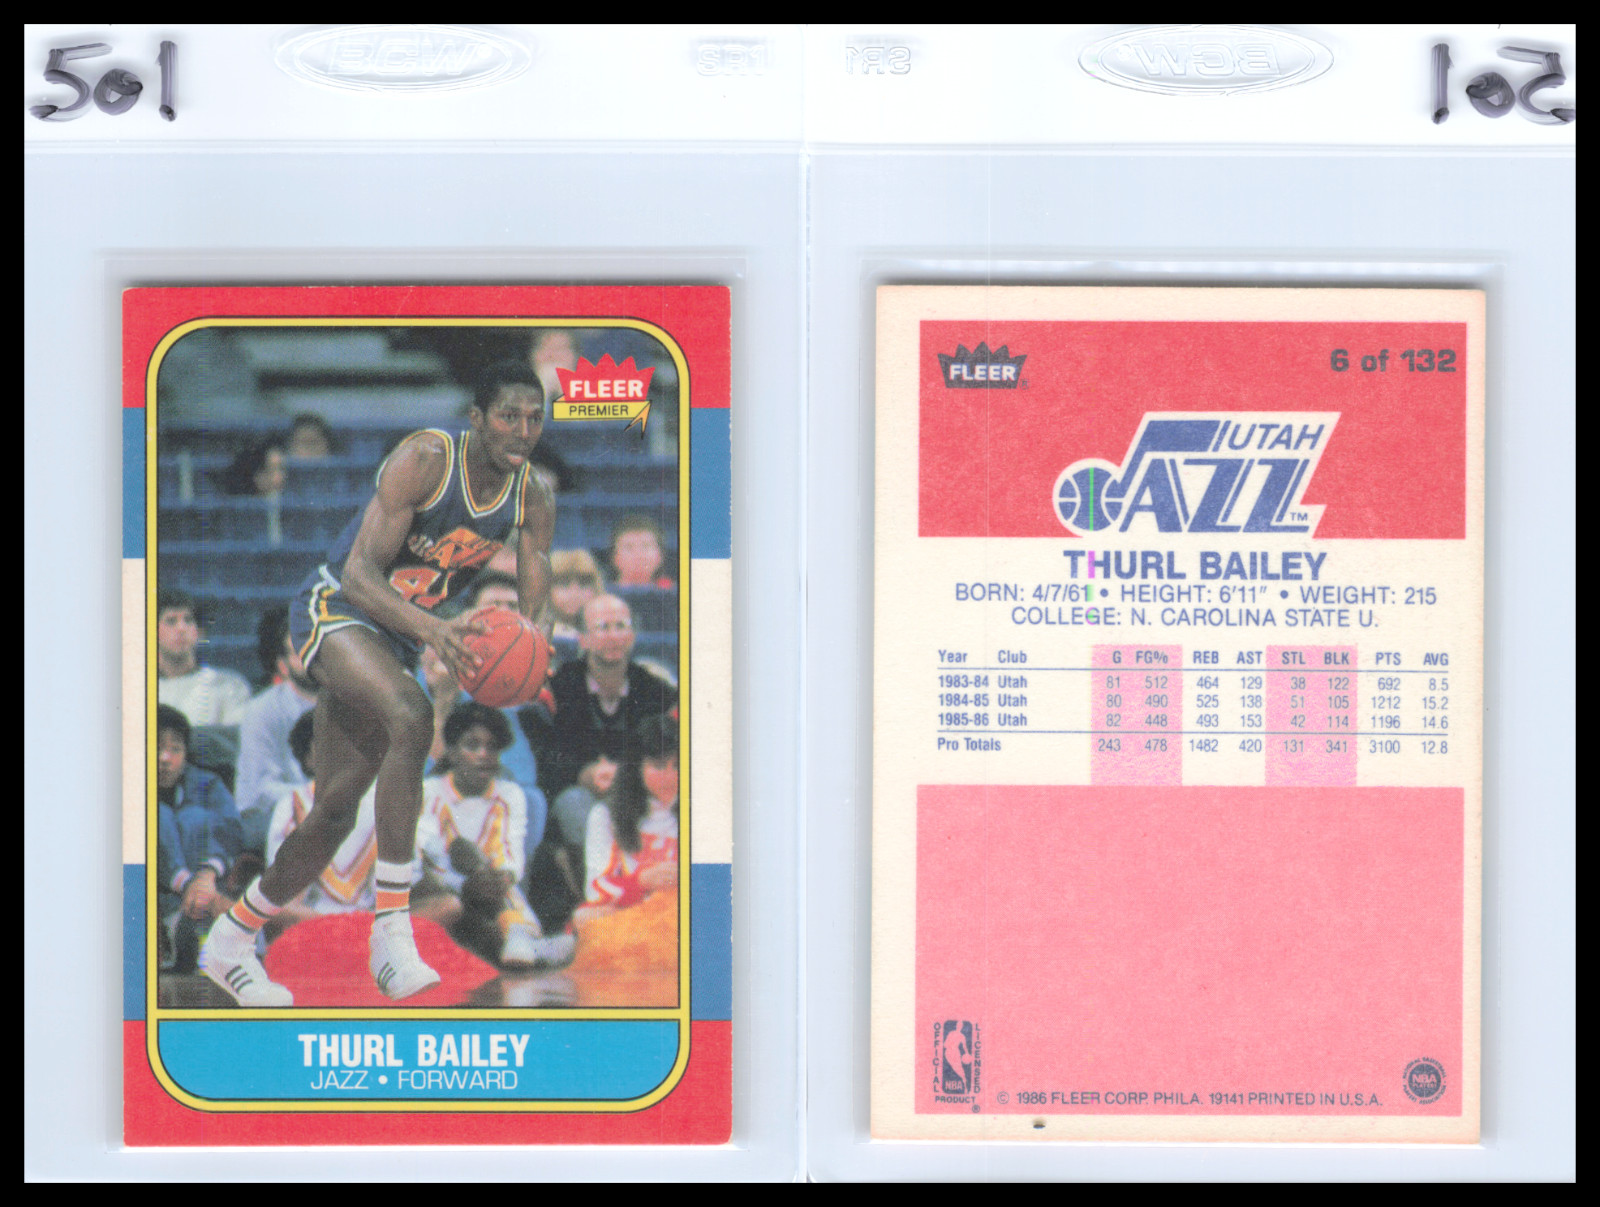 501
BCW
SR1
FLEER
PREMIER
JAZZ
41
THURL BAILEY
JAZZ • FORWARD
SR1
BCW
501
FLEER
6 of 132
UTAH
JAZZ™
THURL BAILEY
BORN: 4/7/61 • HEIGHT: 6'11" • WEIGHT: 215
COLLEGE: N. CAROLINA STATE U.
Year Club G FG% REB AST STL BLK PTS AVG
1983-84 Utah 81 512 464 129 38 122 692 8.5
1984-85 Utah 80 490 525 138 51 105 1212 15.2
1985-86 Utah 82 448 493 153 42 114 1196 14.6
Pro Totals 243 478 1482 420 131 341 3100 12.8
OFFICIAL LICENSED
NBA
PRODUCT ®
© 1986 FLEER CORP. PHILA. 19141 PRINTED IN U.S.A.
NBA
PLAYERS